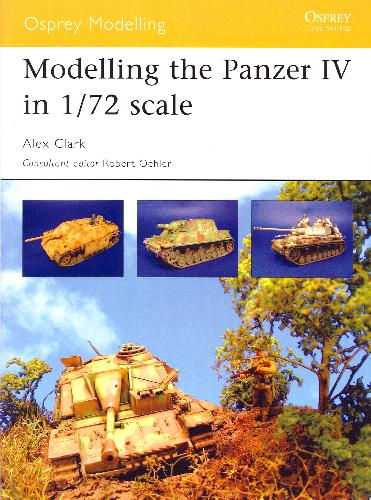 Osprey Modelling
OSPREY
PUBLISHING
Modelling the Panzer IV
in 1/72 scale
Alex Clark
Consultant editor Robert Oehler